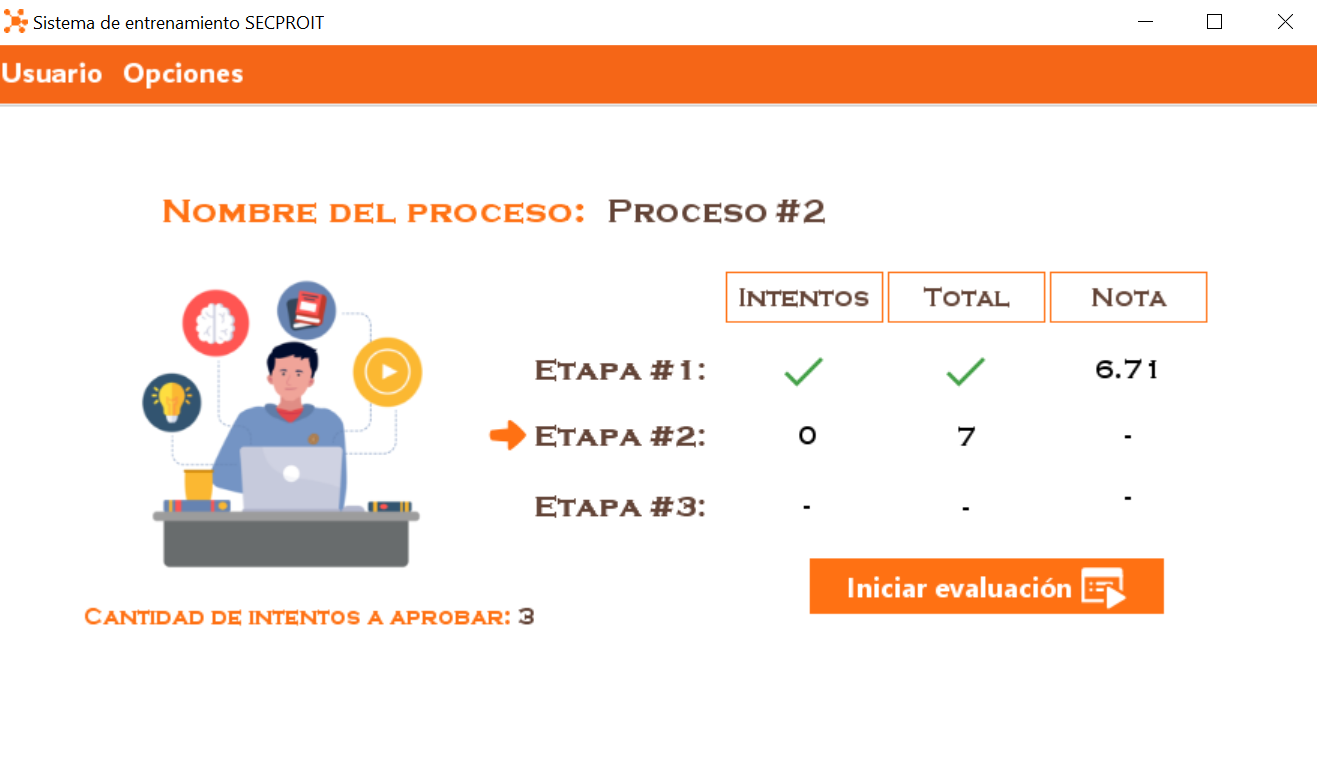 Sistema de entrenamiento SECPROIT
Usuario Opciones
Nombre del proceso: Proceso #2
Intentos Total Nota
Etapa #1: 6.71
Etapa #2: 0 7 -
Etapa #3: - - -
Iniciar evaluación
Cantidad de intentos a aprobar: 3